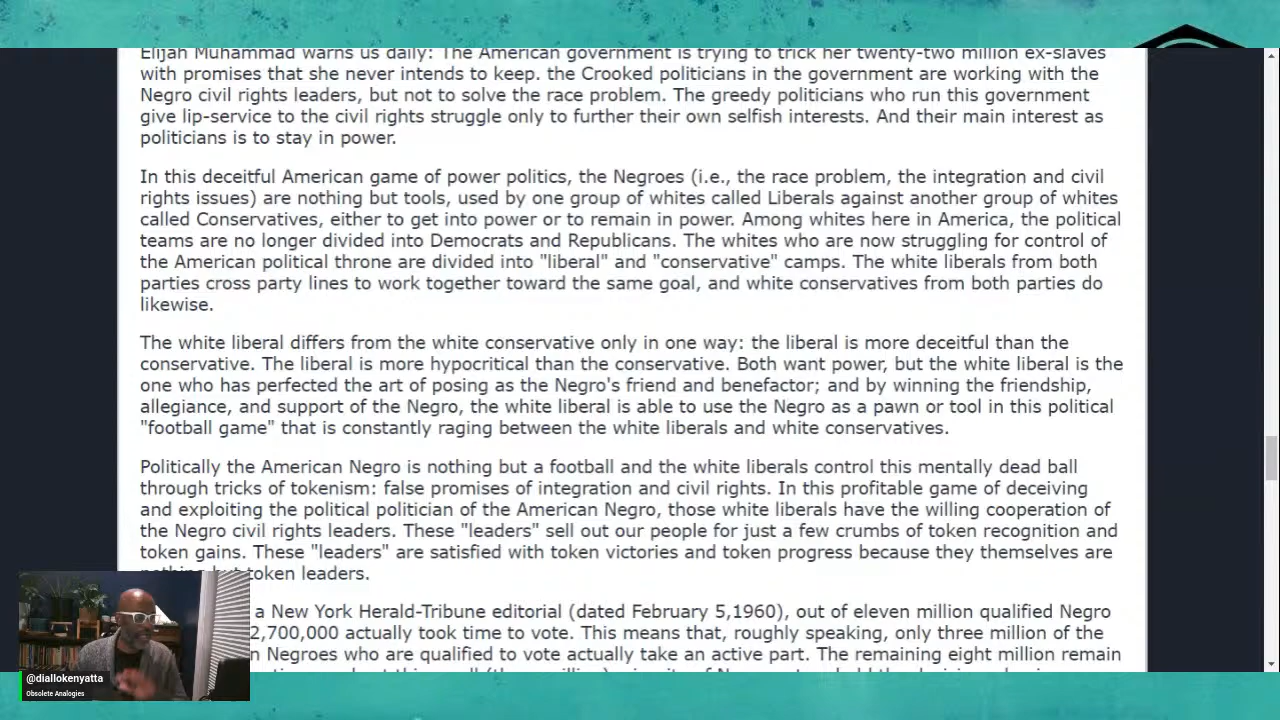 Elijah Muhammad warns us daily: The American government is trying to trick her twenty-two million ex-slaves
with promises that she never intends to keep. the Crooked politicians in the government are working with the
Negro civil rights leaders, but not to solve the race problem. The greedy politicians who run this government
give lip-service to the civil rights struggle only to further their own selfish interests. And their main interest as
politicians is to stay in power.
In this deceitful American game of power politics, the Negroes (i.e., the race problem, the integration and civil
rights issues) are nothing but tools, used by one group of whites called Liberals against another group of whites
called Conservatives, either to get into power or to remain in power. Among whites here in America, the political
teams are no longer divided into Democrats and Republicans. The whites who are now struggling for control of
the American political throne are divided into "liberal" and "conservative" camps. The white liberals from both
parties cross party lines to work together toward the same goal, and white conservatives from both parties do
likewise.
The white liberal differs from the white conservative only in one way: the liberal is more deceitful than the
conservative. The liberal is more hypocritical than the conservative. Both want power, but the white liberal is the
one who has perfected the art of posing as the Negro's friend and benefactor; and by winning the friendship,
allegiance, and support of the Negro, the white liberal is able to use the Negro as a pawn or tool in this political
"football game" that is constantly raging between the white liberals and white conservatives.
Politically the American Negro is nothing but a football and the white liberals control this mentally dead ball
through tricks of tokenism: false promises of integration and civil rights. In this profitable game of deceiving
and exploiting the political politician of the American Negro, those white liberals have the willing cooperation of
the Negro civil rights leaders. These "leaders" sell out our people for just a few crumbs of token recognition and
token gains. These "leaders" are satisfied with token victories and token progress because they themselves are
token leaders.
a New York Herald-Tribune editorial (dated February 5,1960), out of eleven million qualified Negro
2,700,000 actually took time to vote. This means that, roughly speaking, only three million of the
n Negroes who are qualified to vote actually take an active part. The remaining eight million remain
@diallokenyatta
Obsolete Analogies